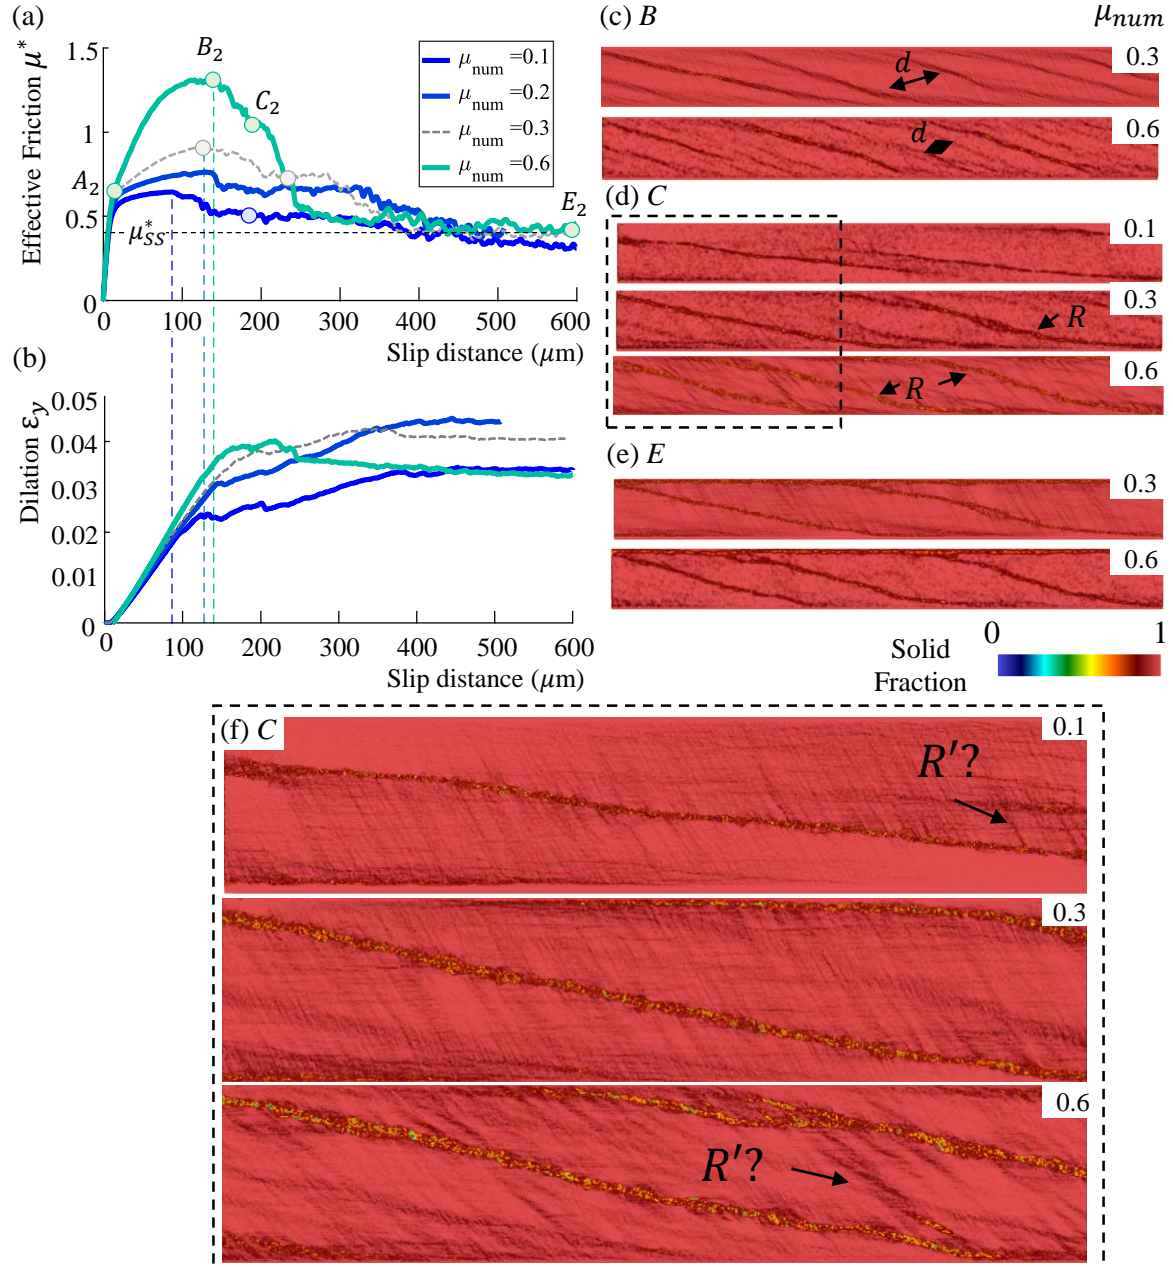 (a)
Effective Friction μ*
1.5
1
0.5
0
A₂
B₂
C₂
E₂
μ*ss
μnum =0.1
μnum =0.2
μnum =0.3
μnum =0.6
0 100 200 300 400 500 600
Slip distance (μm)
(b)
Dilation εy
0.05
0.04
0.03
0.02
0.01
0
0 100 200 300 400 500 600
Slip distance (μm)
(c) B
μnum
0.3
d
0.6
d
(d) C
0.1
0.3
R
0.6
R
(e) E
0.3
0.6
0 1
Solid
Fraction
(f) C
0.1
R'?
0.3
0.6
R'?